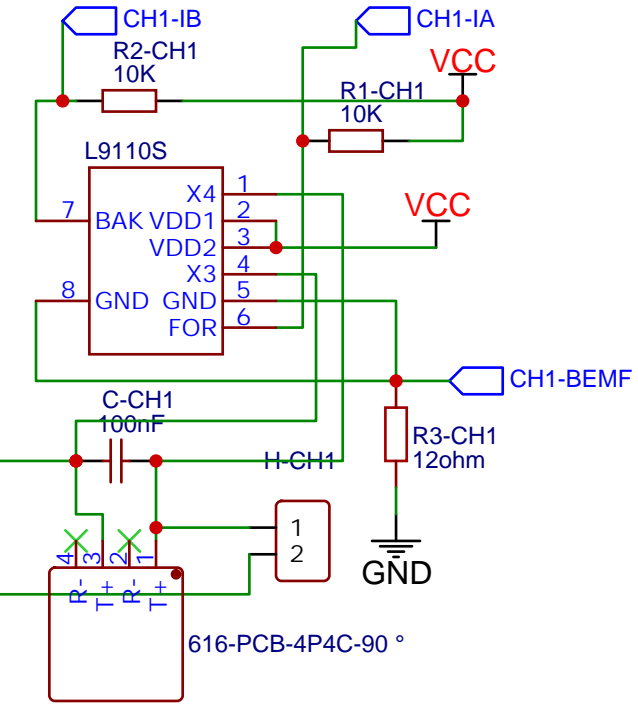 CH1-IB
CH1-IA
R2-CH1
10K
VCC
R1-CH1
10K
L9110S
X4
1
7
BAK
VDD1
2
VDD2
3
VCC
X3
4
8
GND
GND
5
FOR
6
CH1-BEMF
C-CH1
100nF
R3-CH1
12ohm
H-CH1
1
2
GND
4
3
2
1
R-
T+
R-
T+
616-PCB-4P4C-90 °